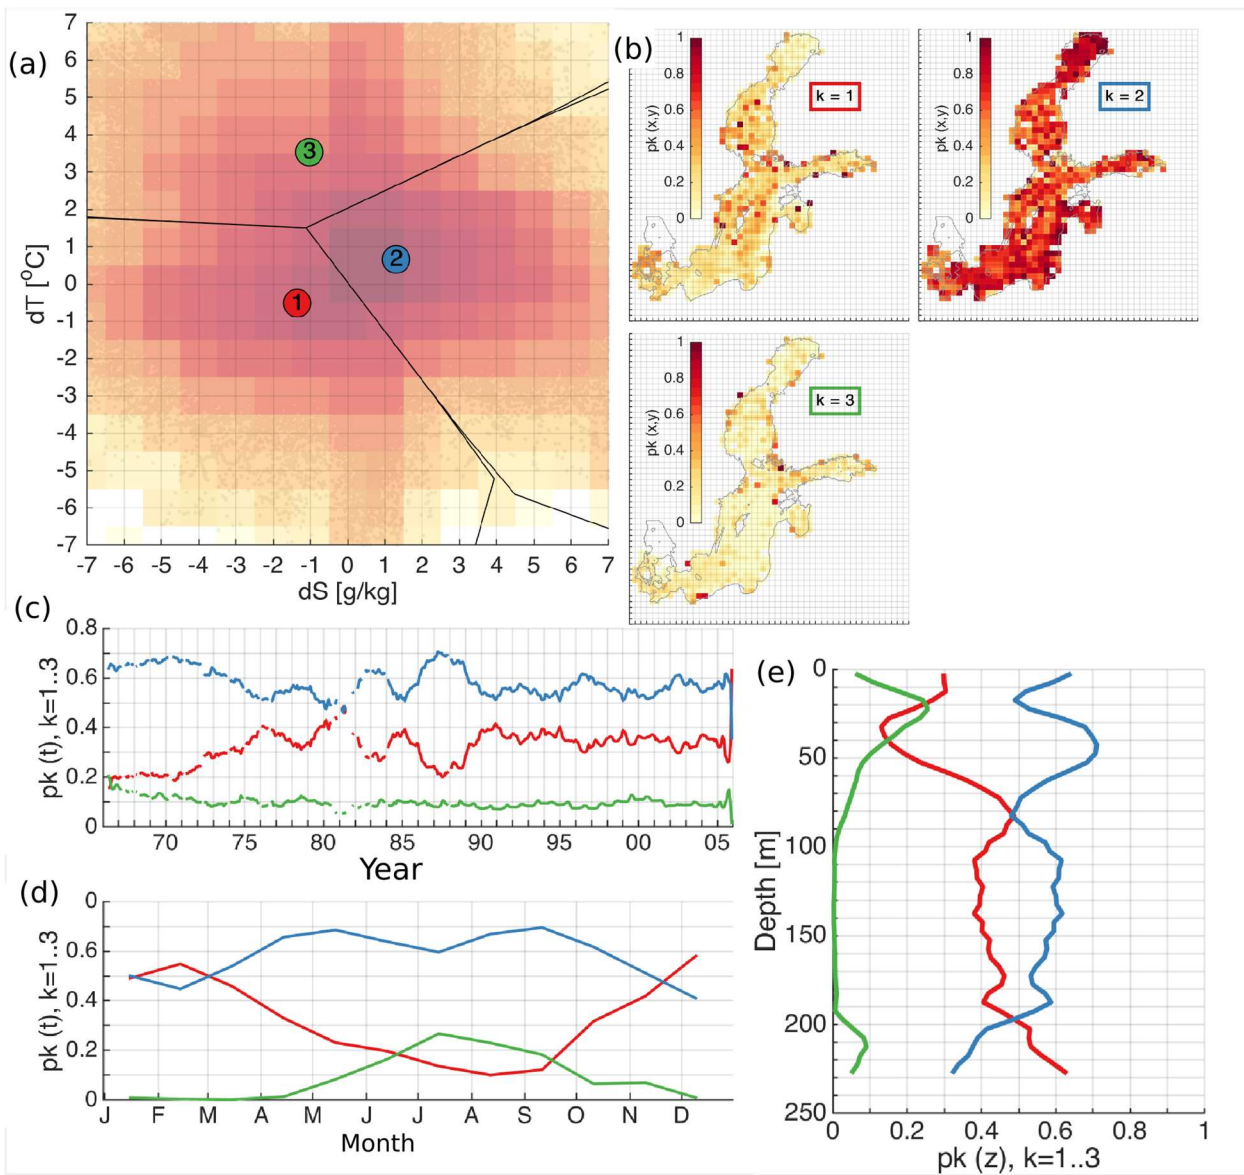 (a)
7
6
5
4
3
2
1
0
-1
-2
-3
-4
-5
-6
-7
dT [°C]
3
2
1
-7 -6 -5 -4 -3 -2 -1 0 1 2 3 4 5 6 7
dS [g/kg]
(b)
1
0.8
0.6
0.4
0.2
0
pk (x,y)
k = 1
1
0.8
0.6
0.4
0.2
0
pk (x,y)
k = 2
1
0.8
0.6
0.4
0.2
0
pk (x,y)
k = 3
(c)
0.8
0.6
0.4
0.2
0
pk (t), k=1..3
70 75 80 85 90 95 00 05
Year
(d)
0
0.6
0.4
0.2
0
pk (t), k=1..3
J F M A M J J A S O N D
Month
(e)
0
50
100
150
200
250
Depth [m]
0 0.2 0.4 0.6 0.8 1
pk (z), k=1..3